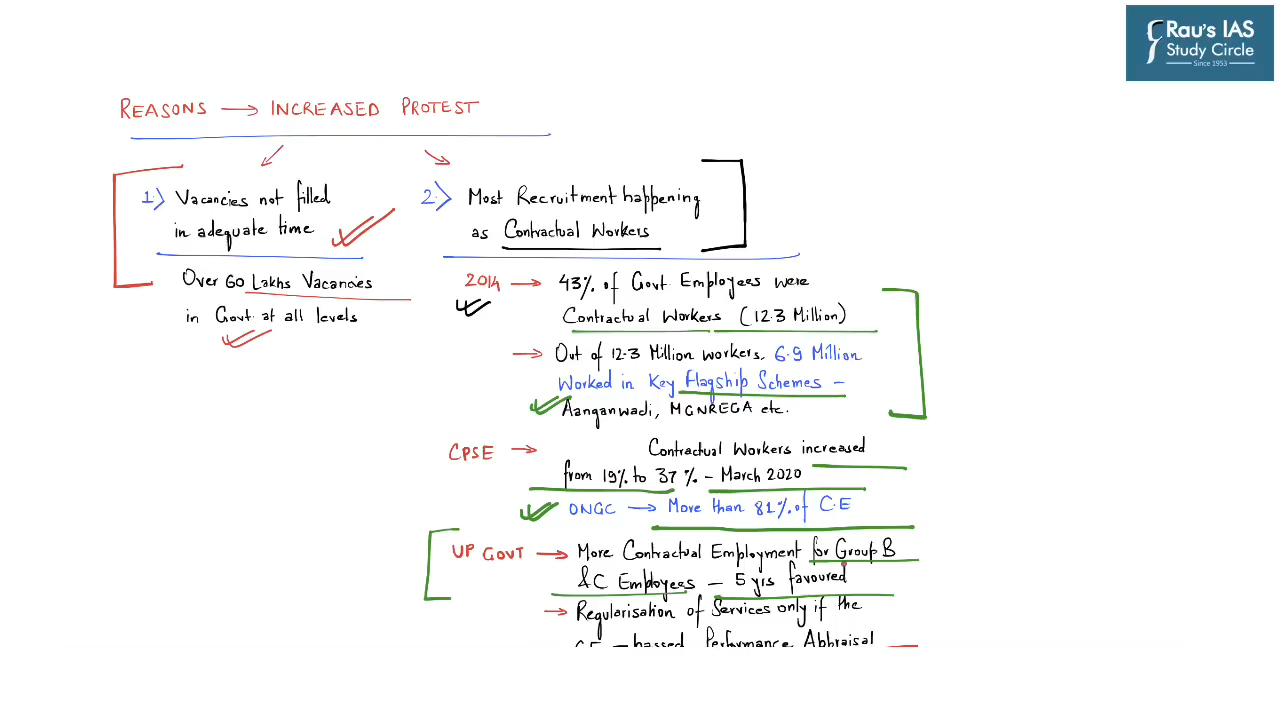 Rau's IAS
Study Circle
Since 1953
REASONS → INCREASED PROTEST
1.) Vacancies not filled
in adequate time
Over 60 Lakhs Vacancies
in Govt. at all levels
2.) Most Recruitment happening
as Contractual Workers
2014 → 43% of Govt Employees were
Contractual Workers (12.3 Million)
→ Out of 12.3 Million workers, 6.9 Million
Worked in Key Flagship Schemes –
Aanganwadi, MGNREGA etc.
CPSE → Contractual Workers increased
from 19% to 37 % – March 2020
ONGC → More than 81% of C.E
UP GOVT → More Contractual Employment for Group B
& C Employees – 5 yrs favoured
→ Regularisation of Services only if the
C.E – passed Performance Appraisal